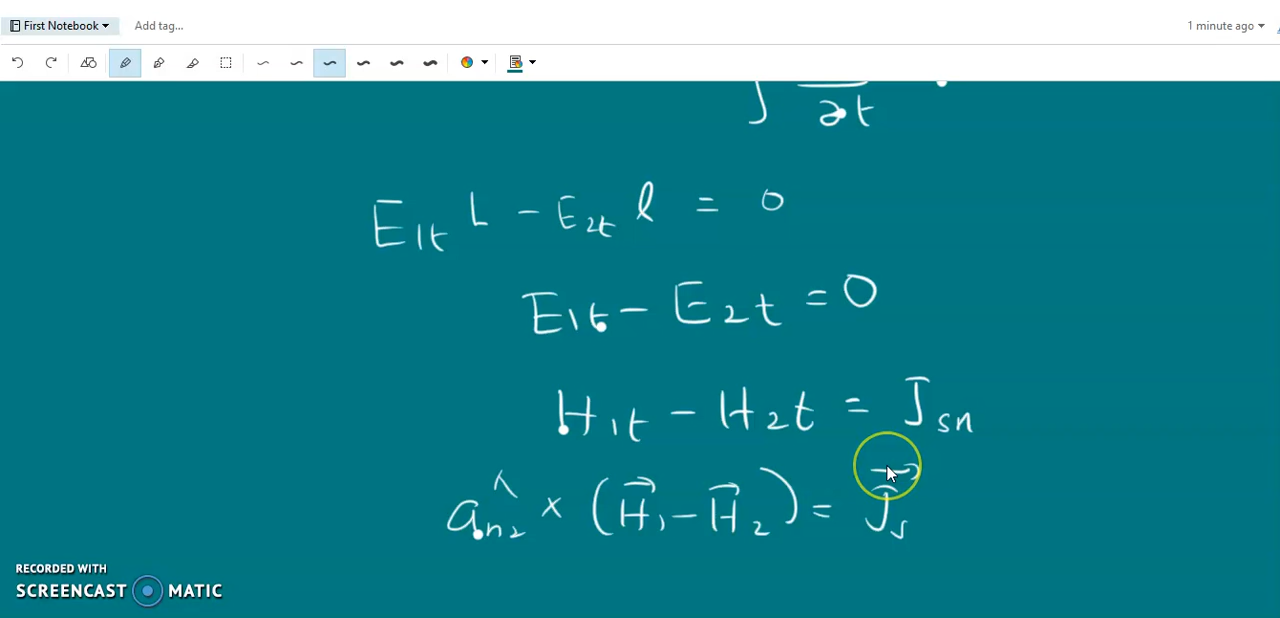 First Notebook
Add tag...
1 minute ago
∫ ∂t
E1t L - E2t l = 0
E1t - E2t = 0
H1t - H2t = Jsn
an2^ × (H⃗1 - H⃗2) = J⃗s
RECORDED WITH
SCREENCAST MATIC